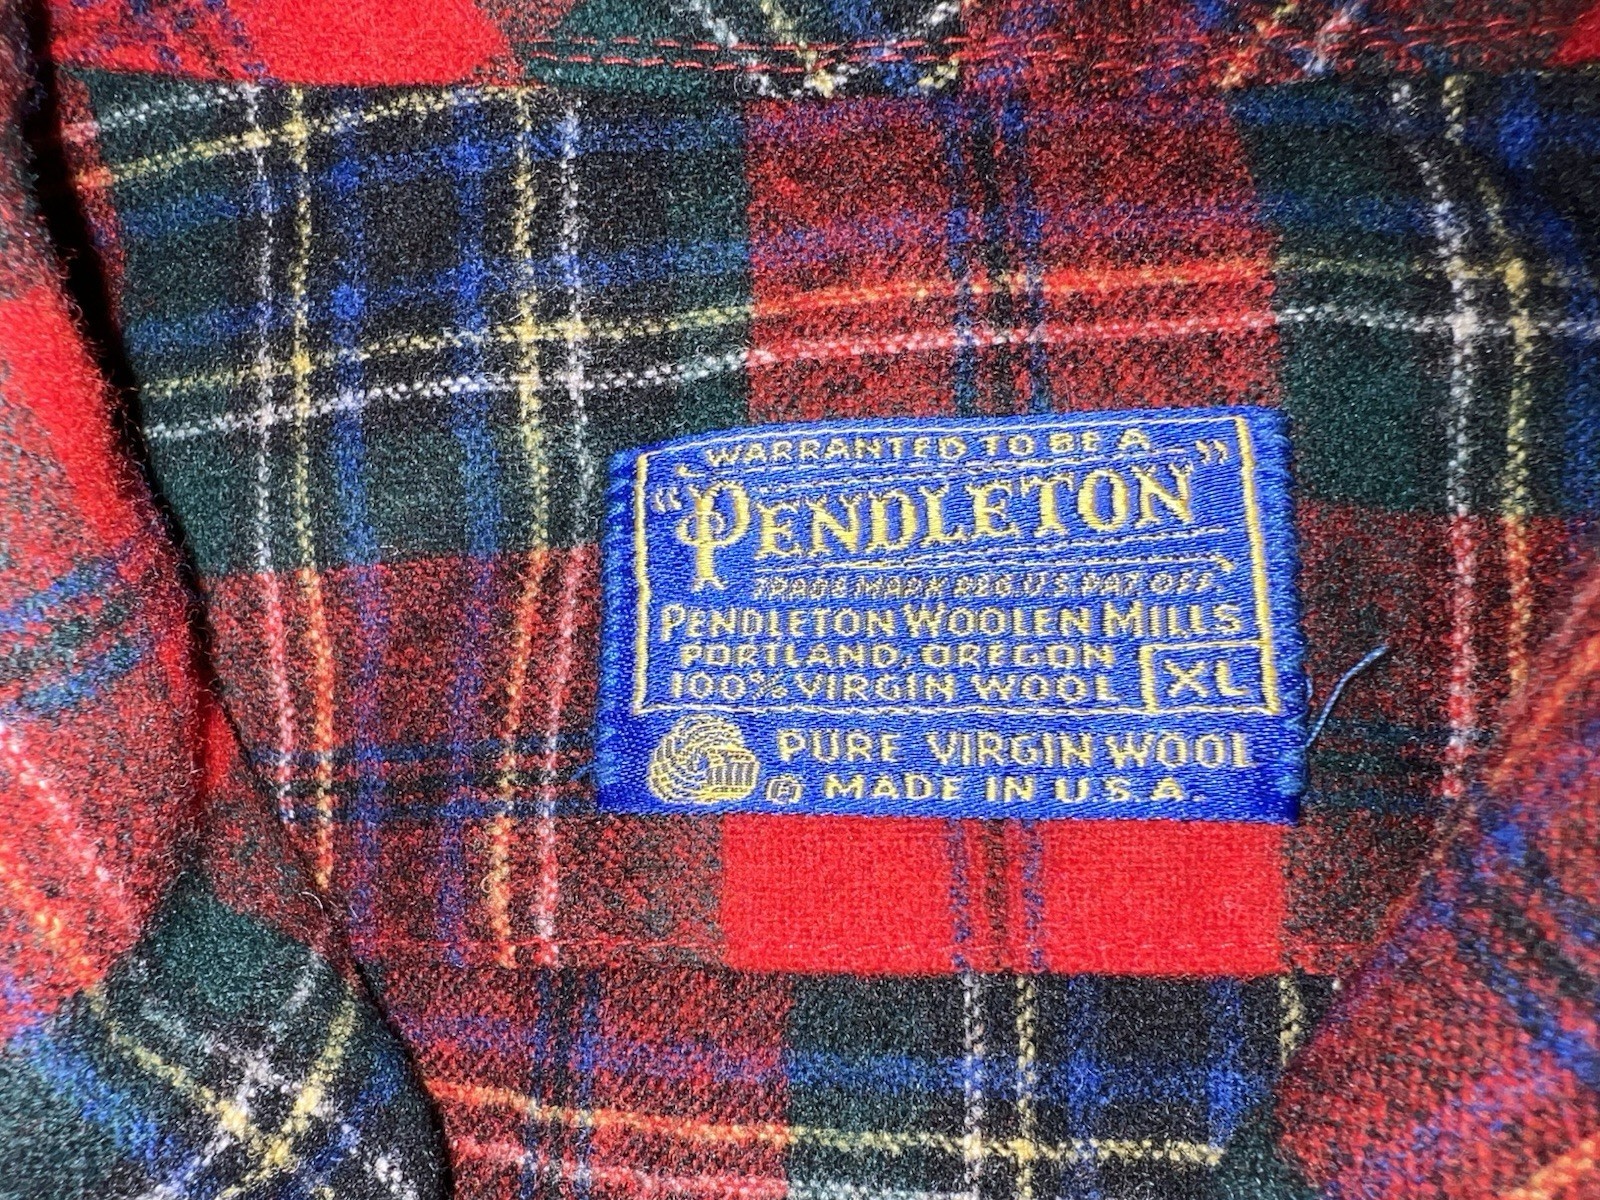 WARRANTED TO BE A
"PENDLETON"
TRADE MARK REG. U.S. PAT. OFF.
PENDLETON WOOLEN MILLS
PORTLAND, OREGON
100% VIRGIN WOOL XL
PURE VIRGIN WOOL
® MADE IN U.S.A.